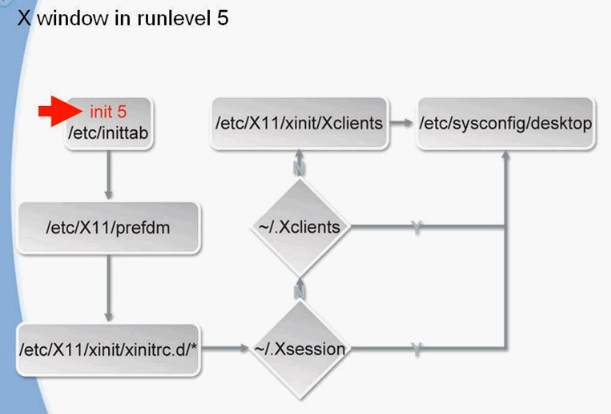 X window in runlevel 5
init 5
/etc/inittab
/etc/X11/prefdm
/etc/X11/xinit/xinitrc.d/*
~/.Xsession
Y
N
~/.Xclients
Y
N
/etc/X11/xinit/Xclients
/etc/sysconfig/desktop